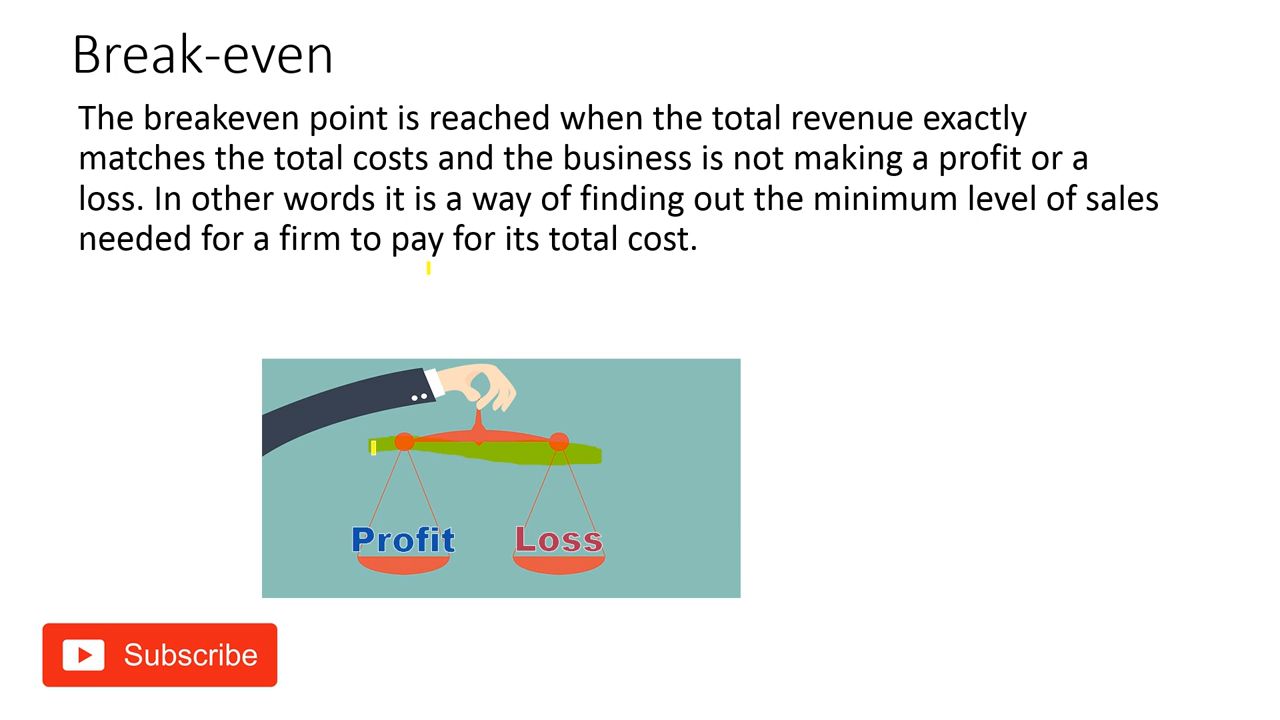 Break-even
The breakeven point is reached when the total revenue exactly
matches the total costs and the business is not making a profit or a
loss. In other words it is a way of finding out the minimum level of sales
needed for a firm to pay for its total cost.
Profit Loss
Subscribe